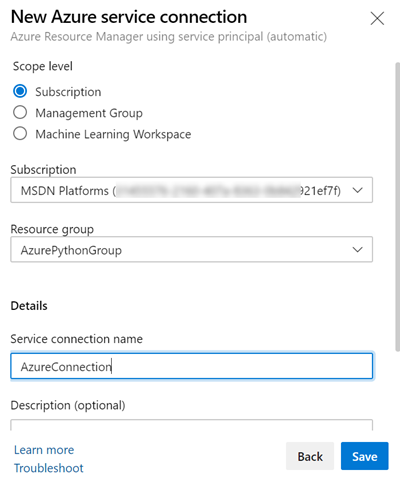 New Azure service connection
Azure Resource Manager using service principal (automatic)
Scope level
Subscription
Management Group
Machine Learning Workspace
Subscription
MSDN Platforms ( 921ef7f)
Resource group
AzurePythonGroup
Details
Service connection name
AzureConnection
Description (optional)
Learn more
Troubleshoot
Back
Save